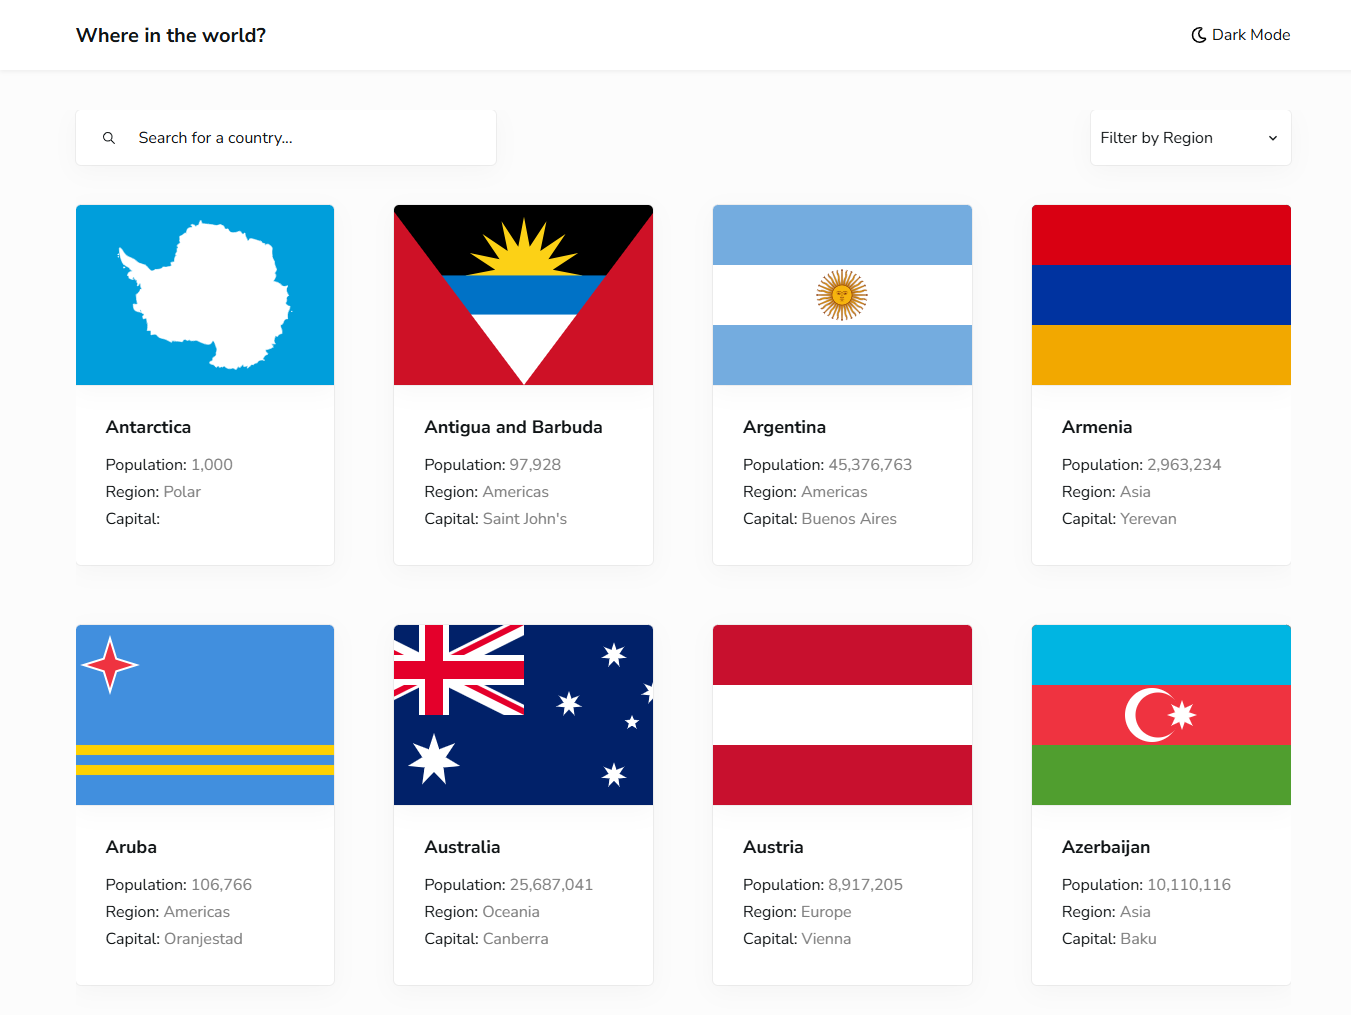 Where in the world?
Dark Mode
Search for a country...
Filter by Region
Antarctica
Population: 1,000
Region: Polar
Capital:
Antigua and Barbuda
Population: 97,928
Region: Americas
Capital: Saint John's
Argentina
Population: 45,376,763
Region: Americas
Capital: Buenos Aires
Armenia
Population: 2,963,234
Region: Asia
Capital: Yerevan
Aruba
Population: 106,766
Region: Americas
Capital: Oranjestad
Australia
Population: 25,687,041
Region: Oceania
Capital: Canberra
Austria
Population: 8,917,205
Region: Europe
Capital: Vienna
Azerbaijan
Population: 10,110,116
Region: Asia
Capital: Baku